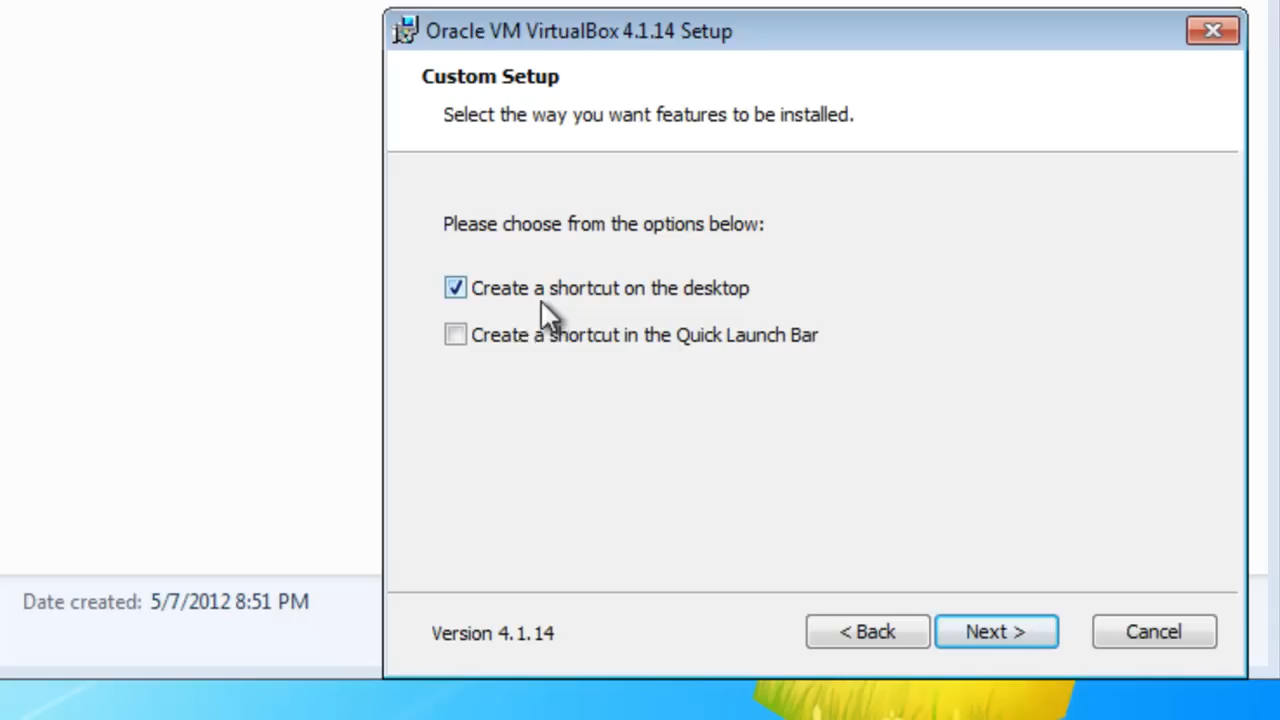 Oracle VM VirtualBox 4.1.14 Setup
Custom Setup
Select the way you want features to be installed.
Please choose from the options below:
Create a shortcut on the desktop
Create a shortcut in the Quick Launch Bar
Date created: 5/7/2012 8:51 PM
Version 4.1.14
< Back
Next >
Cancel